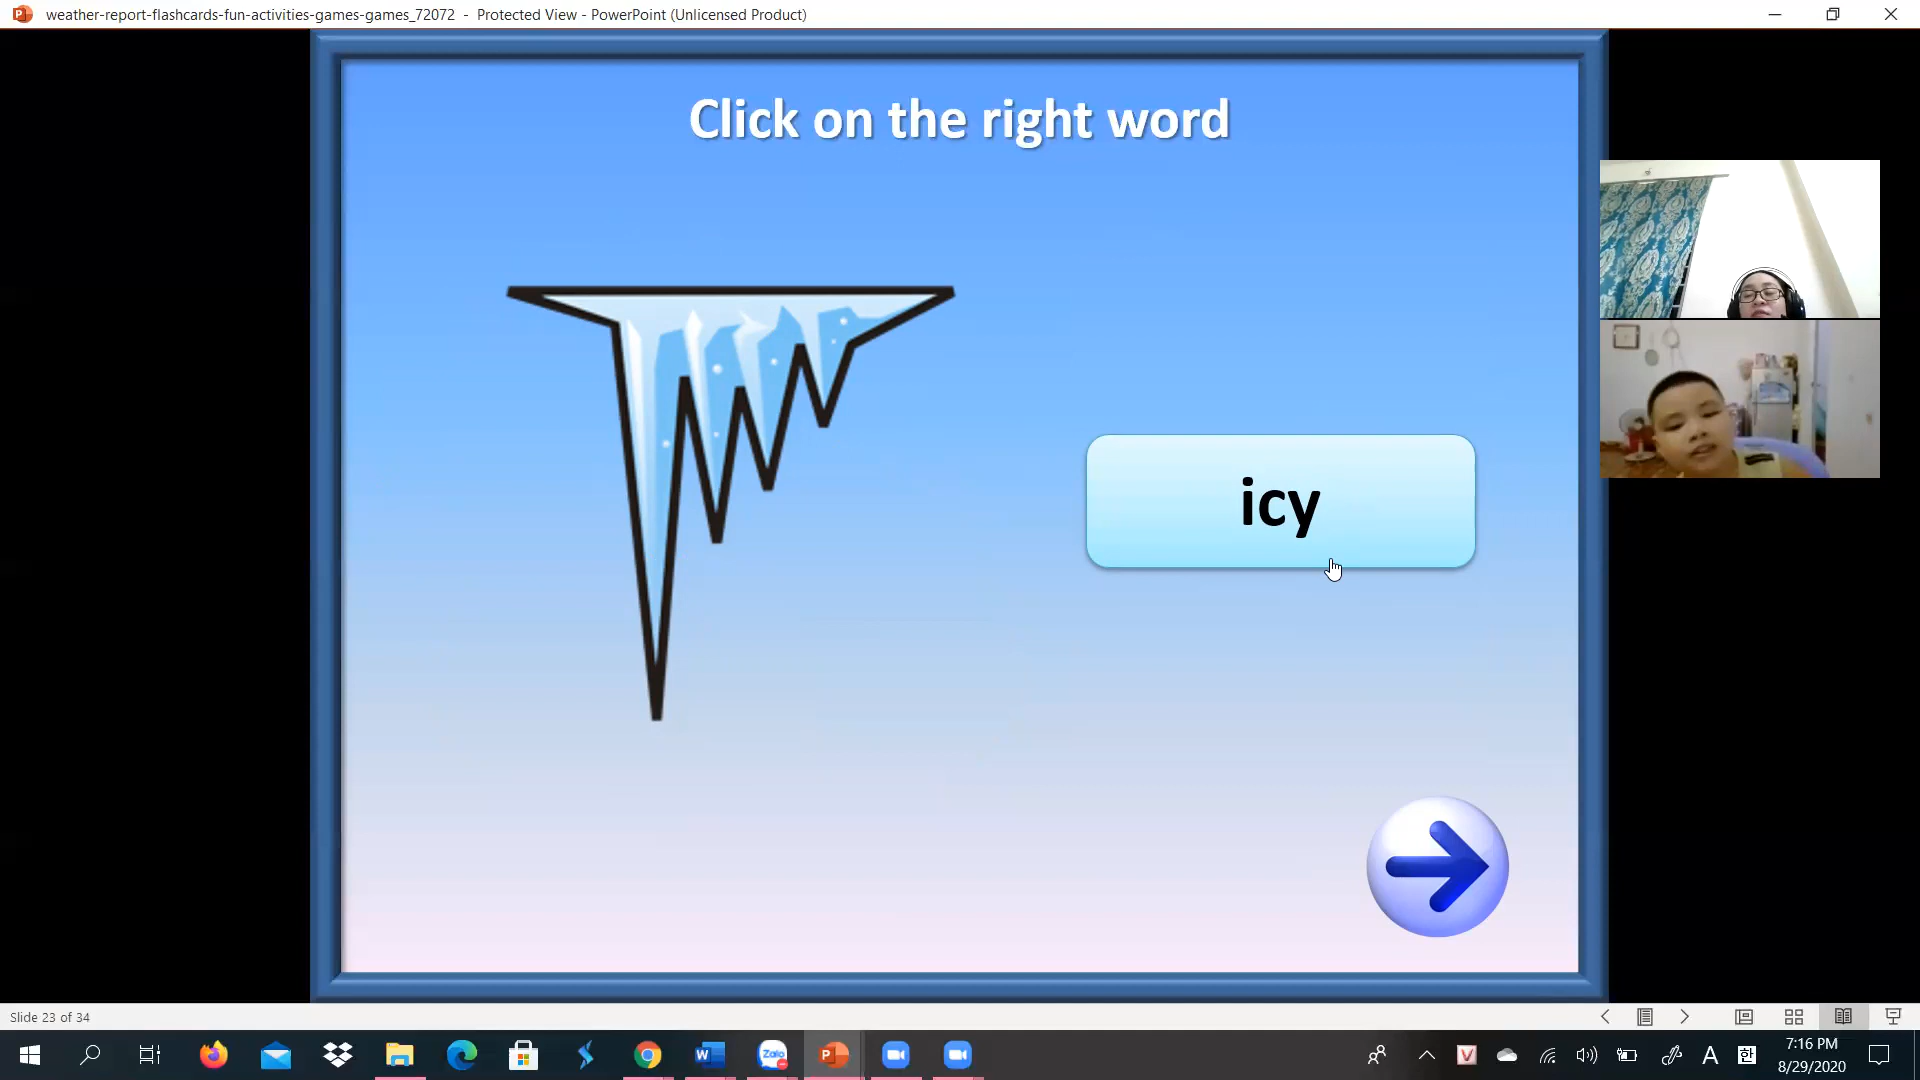 weather-report-flashcards-fun-activities-games-games_72072 - Protected View - PowerPoint (Unlicensed Product)
Click on the right word
icy
Slide 23 of 34
Zalo
7:16 PM
8/29/2020